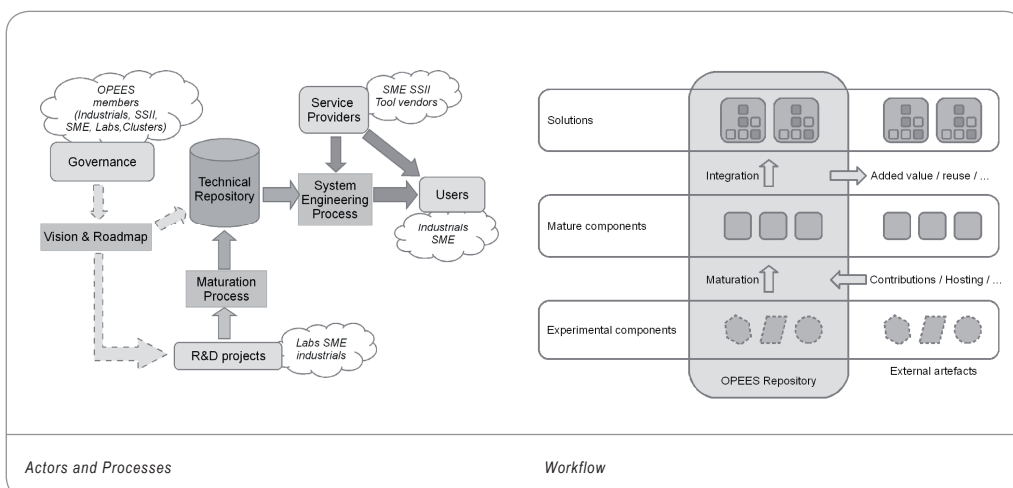 OPEES
members
(Industrials, SSII,
SME, Labs,Clusters)
Governance
Vision & Roadmap
Technical
Repository
Maturation
Process
R&D projects
Labs SME
industrials
Service
Providers
SME SSII
Tool vendors
System
Engineering
Process
Users
Industrials
SME
Actors and Processes
Solutions
Integration
Added value / reuse / ...
Mature components
Maturation
Contributions / Hosting / ...
Experimental components
OPEES Repository
External artefacts
Workflow